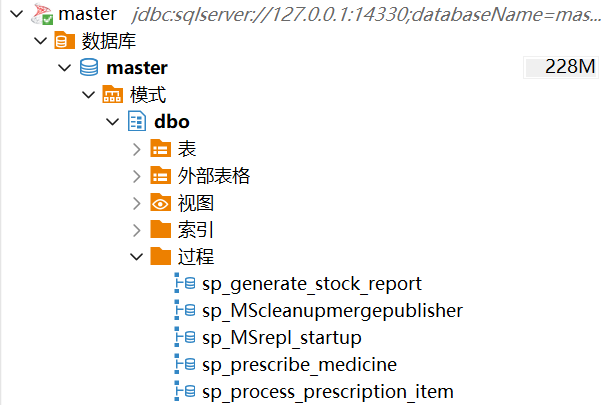 master jdbc:sqlserver://127.0.0.1:14330;databaseName=mas...
数据库
master 228M
模式
dbo
表
外部表格
视图
索引
过程
sp_generate_stock_report
sp_MScleanupmergepublisher
sp_MSrepl_startup
sp_prescribe_medicine
sp_process_prescription_item